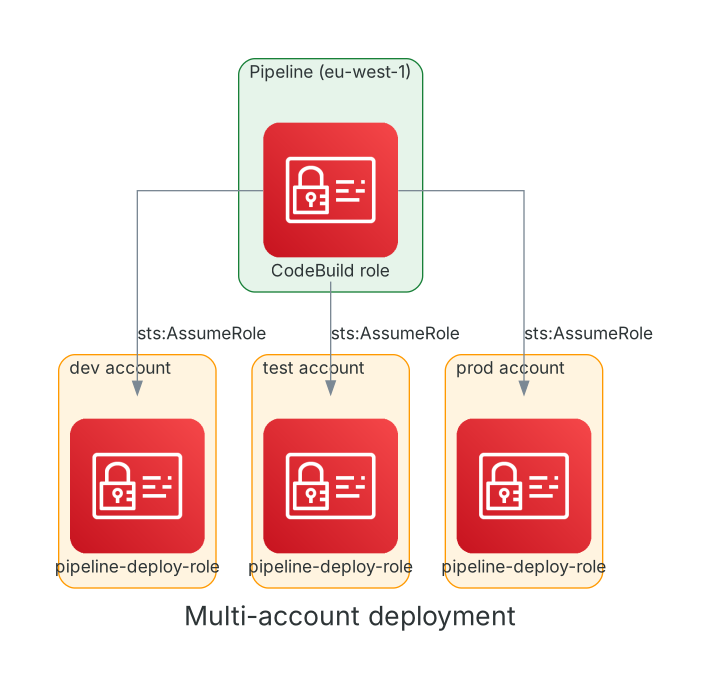 Pipeline (eu-west-1)
CodeBuild role
sts:AssumeRole
sts:AssumeRole
sts:AssumeRole
dev account
test account
prod account
pipeline-deploy-role
pipeline-deploy-role
pipeline-deploy-role
Multi-account deployment